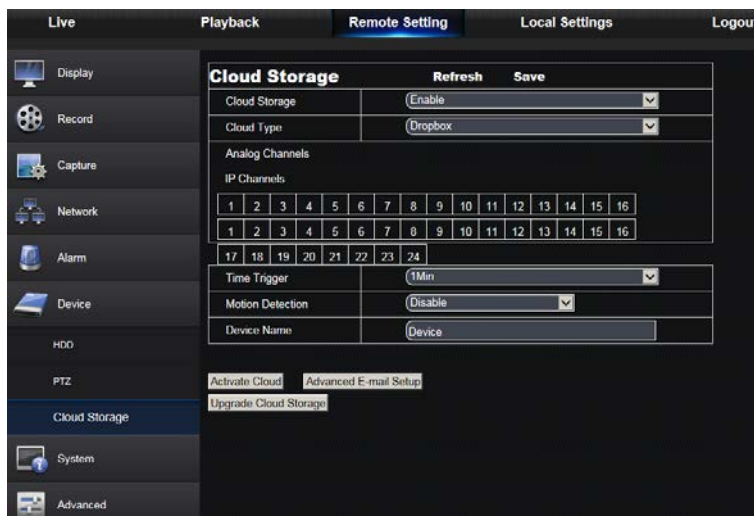 Live Playback Remote Setting Local Settings Logou
Display
Record
Capture
Network
Alarm
Device
HDD
PTZ
Cloud Storage
System
Advanced
Cloud Storage Refresh Save
Cloud Storage Enable
Cloud Type Dropbox
Analog Channels
IP Channels
1 2 3 4 5 6 7 8 9 10 11 12 13 14 15 16
1 2 3 4 5 6 7 8 9 10 11 12 13 14 15 16
17 18 19 20 21 22 23 24
Time Trigger 1Min
Motion Detection Disable
Device Name Device
Activate Cloud Advanced E-mail Setup
Upgrade Cloud Storage